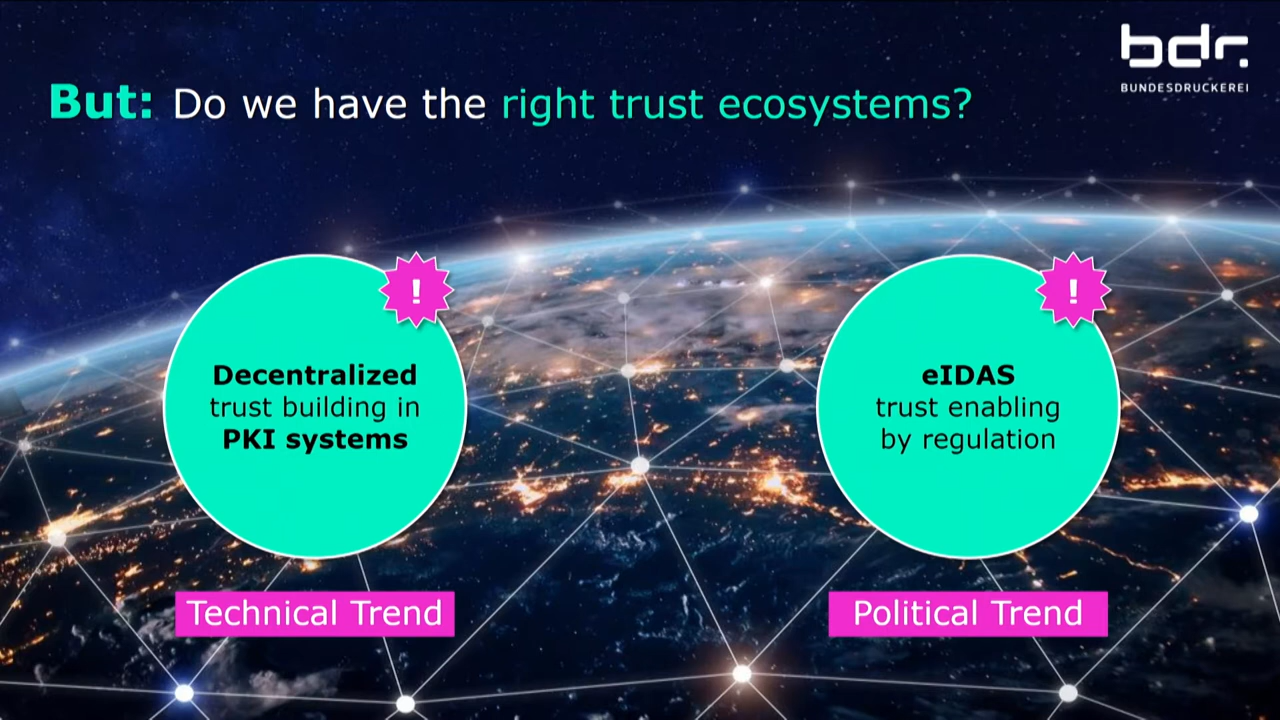 bdr.
BUNDESDRUCKEREI
But: Do we have the right trust ecosystems?
!
Decentralized
trust building in
PKI systems
Technical Trend
!
eIDAS
trust enabling
by regulation
Political Trend